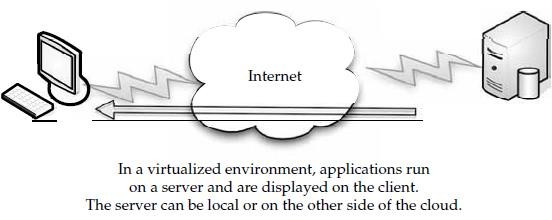 Internet
In a virtualized environment, applications run
on a server and are displayed on the client.
The server can be local or on the other side of the cloud.